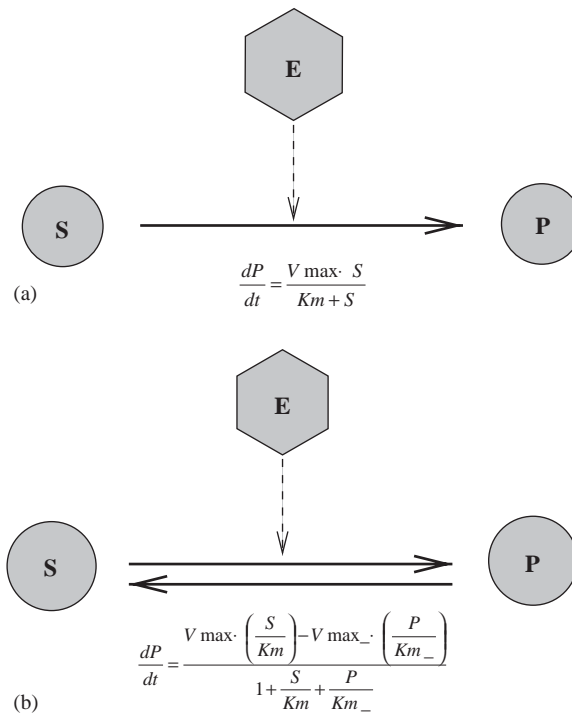 E
S
P
dP/dt = V max· S / Km + S
(a)
E
S
P
dP/dt = V max· (S/Km) − V max_· (P/Km_) / 1 + S/Km + P/Km_
(b)